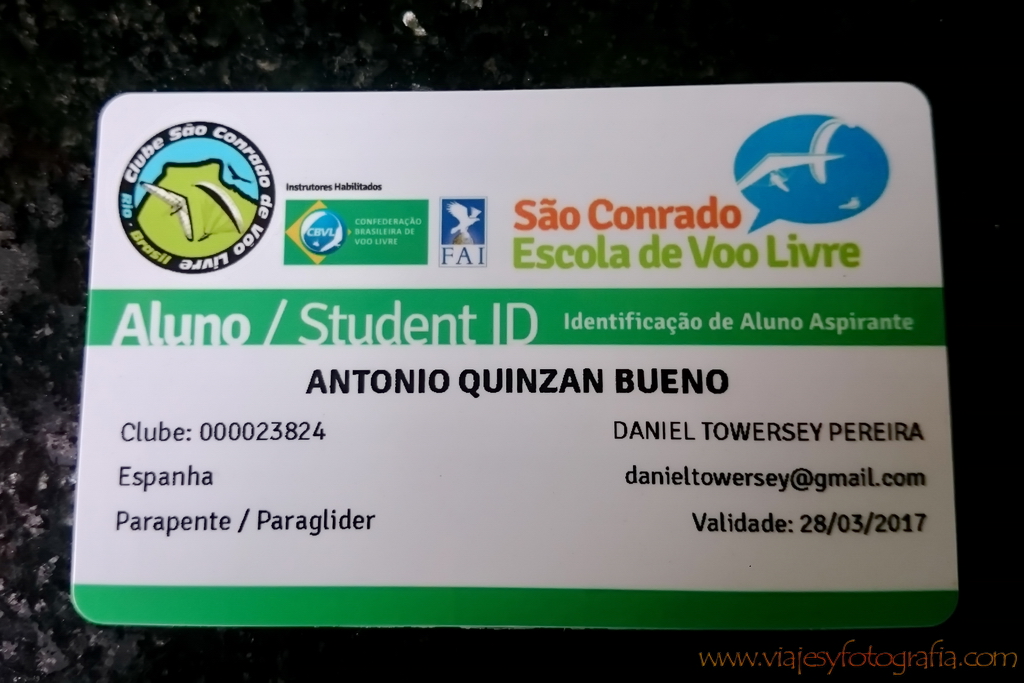 Clube São Conrado de Voo Livre
Rio - Brasil
Instrutores Habilitados
CBVL
CONFEDERAÇÃO
BRASILEIRA DE
VOO LIVRE
FAI
São Conrado
Escola de Voo Livre
Aluno / Student ID
Identificação de Aluno Aspirante
ANTONIO QUINZAN BUENO
Clube: 000023824
DANIEL TOWERSEY PEREIRA
Espanha
danieltowersey@gmail.com
Parapente / Paraglider
Validade: 28/03/2017
www.viajesyfotografia.com